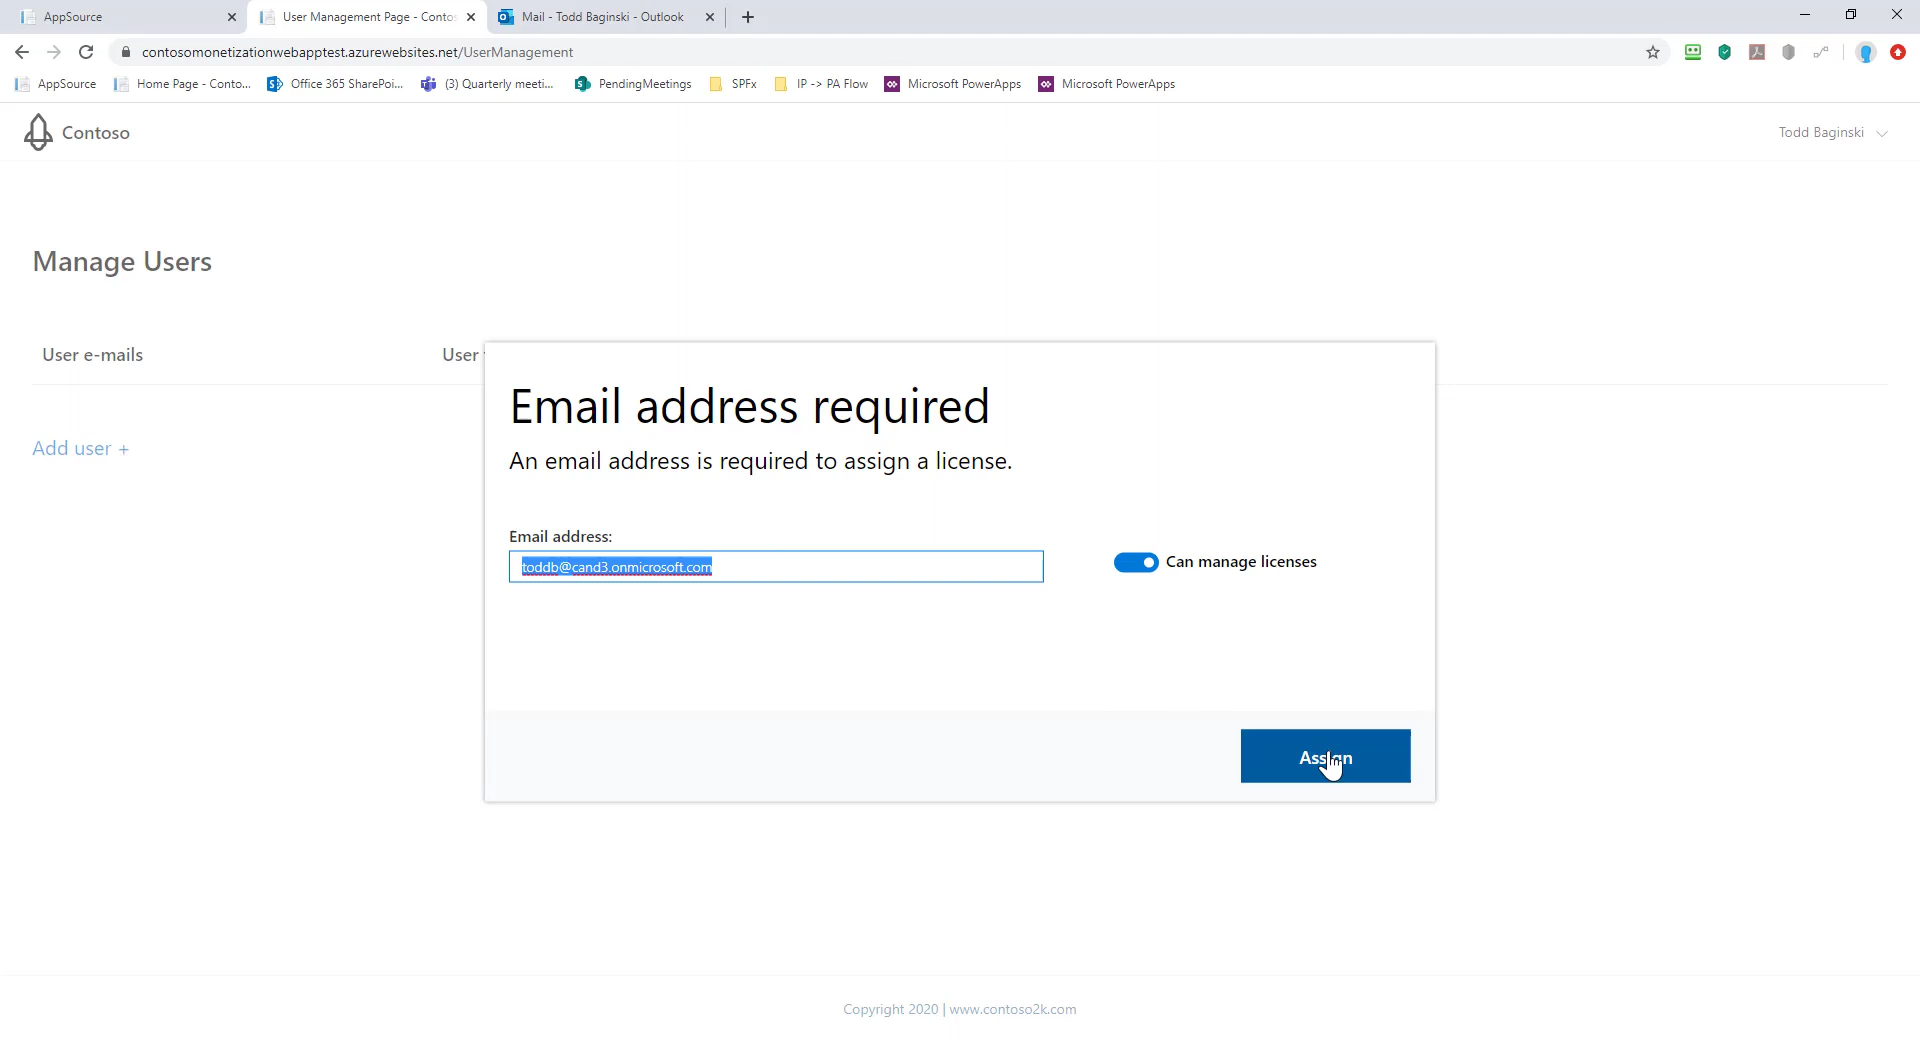 AppSource
User Management Page - Contos
Mail - Todd Baginski - Outlook
contosomonetizationwebapptest.azurewebsites.net/UserManagement
AppSource
Home Page - Conto...
Office 365 SharePoi...
(3) Quarterly meeti...
PendingMeetings
SPFx
IP -> PA Flow
Microsoft PowerApps
Microsoft PowerApps
Contoso
Todd Baginski
Manage Users
User e-mails
User
Add user +
Email address required
An email address is required to assign a license.
Email address:
toddb@cand3.onmicrosoft.com
Can manage licenses
Assign
Copyright 2020 | www.contoso2k.com